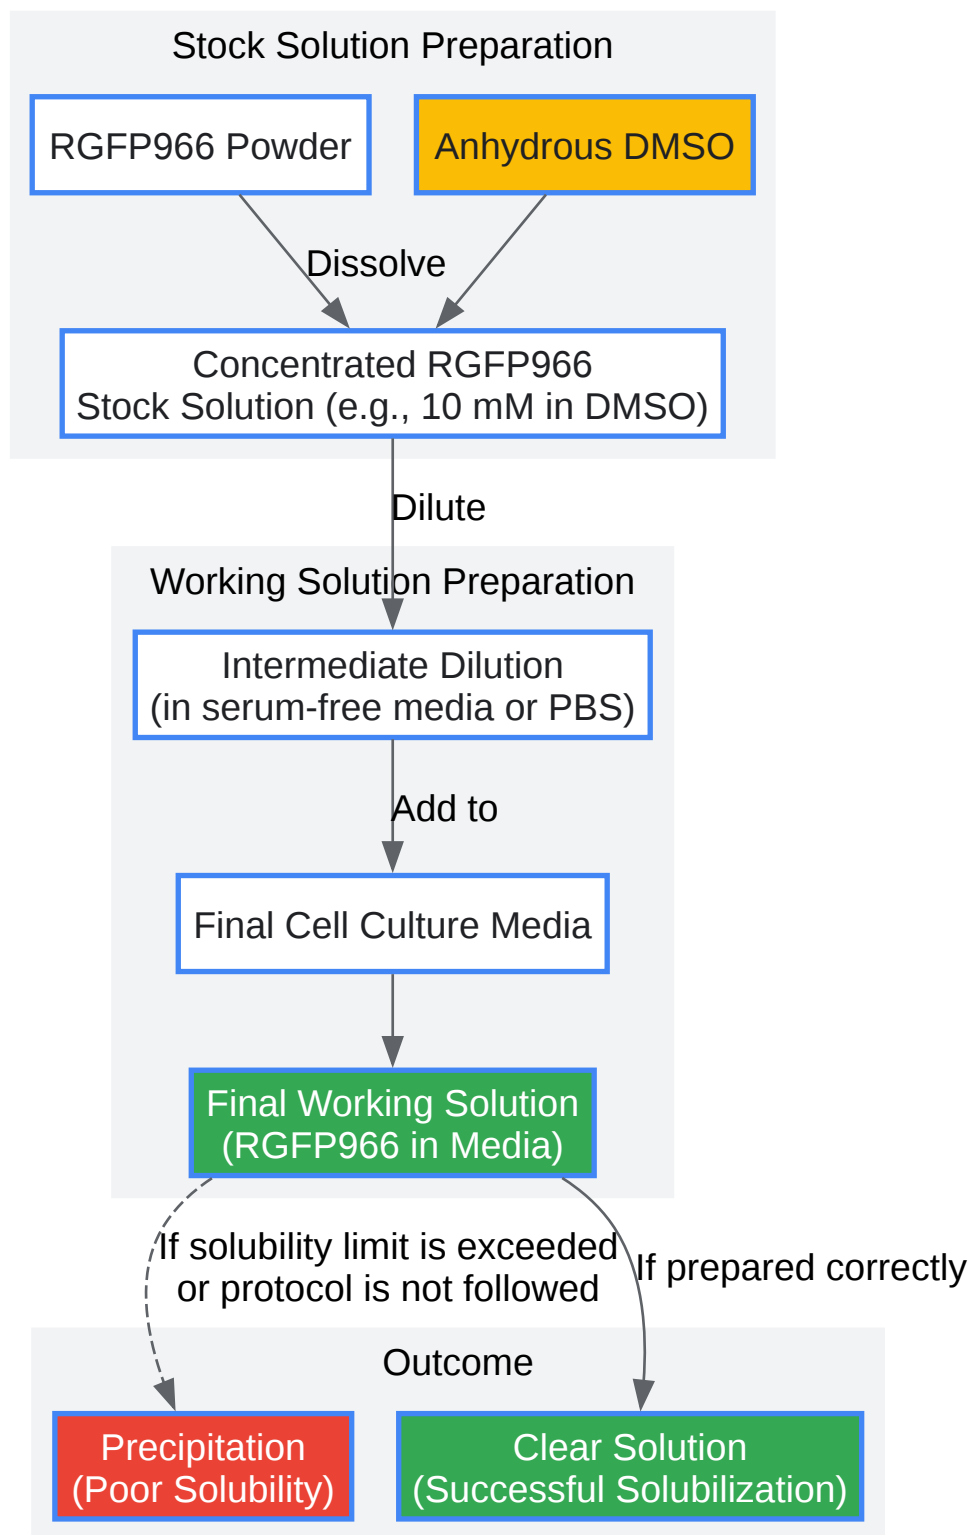 Stock Solution Preparation
RGFP966 Powder
Anhydrous DMSO
Dissolve
Concentrated RGFP966
Stock Solution (e.g., 10 mM in DMSO)
Dilute
Working Solution Preparation
Intermediate Dilution
(in serum-free media or PBS)
Add to
Final Cell Culture Media
Final Working Solution
(RGFP966 in Media)
If solubility limit is exceeded
or protocol is not followed
If prepared correctly
Outcome
Precipitation
(Poor Solubility)
Clear Solution
(Successful Solubilization)